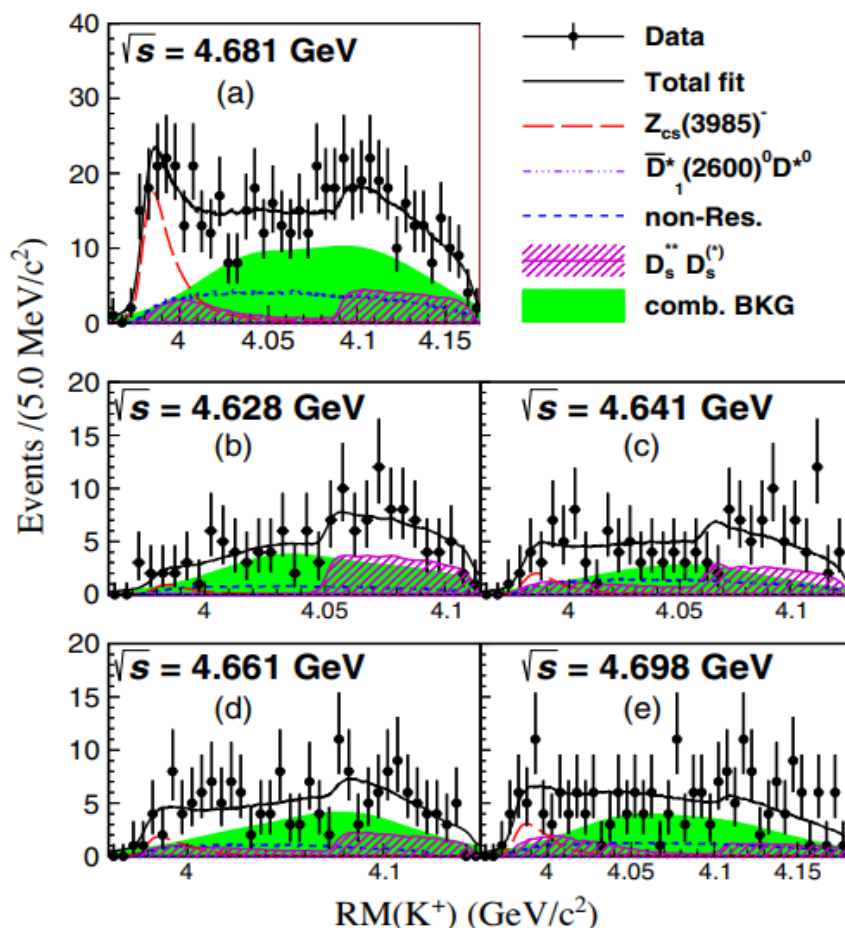 Events /(5.0 MeV/c²)
√s = 4.681 GeV
(a)
40
30
20
10
0
4
4.05
4.1
4.15
Data
Total fit
Z_cs(3985)⁻
D̅*₁(2600)⁰D*⁰
non-Res.
D_s** D_s(*)
comb. BKG
√s = 4.628 GeV
(b)
20
15
10
5
0
4
4.05
4.1
√s = 4.641 GeV
(c)
4
4.05
4.1
√s = 4.661 GeV
(d)
20
15
10
5
0
4
4.1
√s = 4.698 GeV
(e)
4
4.05
4.1
4.15
RM(K⁺) (GeV/c²)